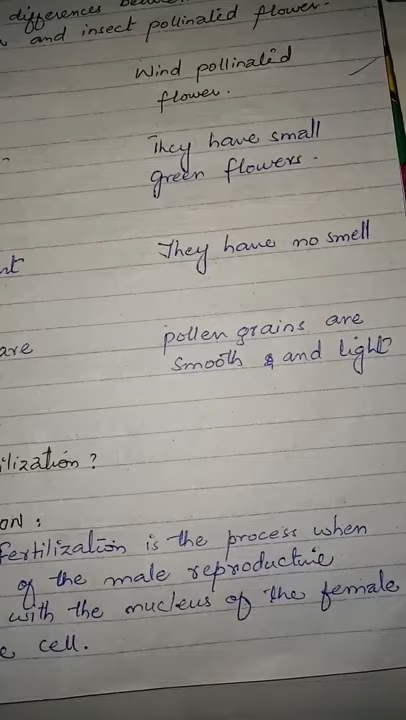 differences
and insect pollinated flower.
Wind pollinated
flower.
They have small
green flowers.
They have no smell
nt
pollen grains are
are
smooth and light
ilization?
ON:
Fertilization is the process when
of the male reproductive
with the nucleus of the female
e cell.